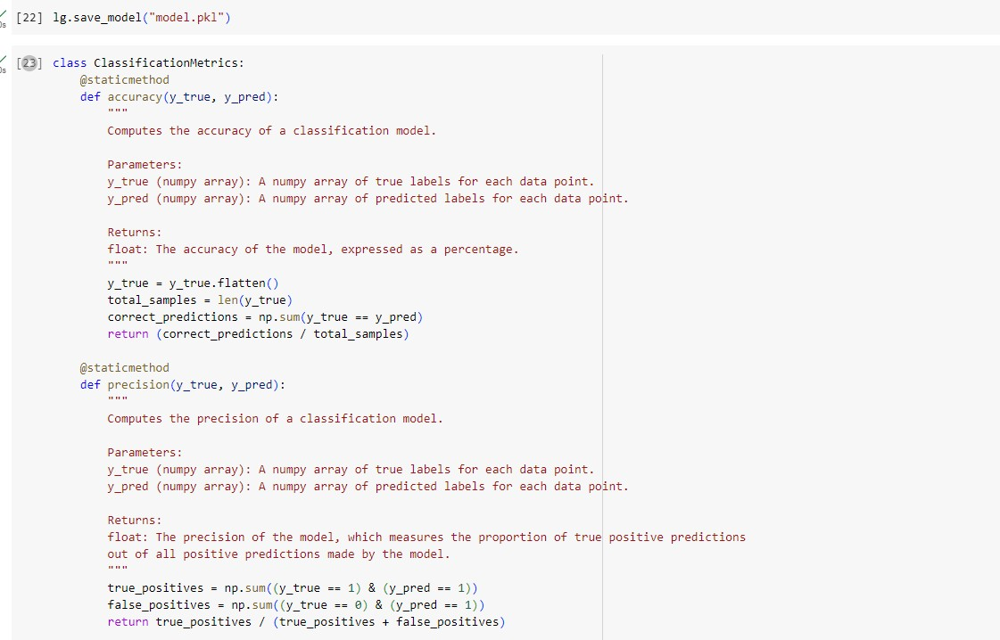 [22] lg.save_model("model.pkl")
0s
[23] class ClassificationMetrics:
0s
@staticmethod
def accuracy(y_true, y_pred):
"""
Computes the accuracy of a classification model.
Parameters:
y_true (numpy array): A numpy array of true labels for each data point.
y_pred (numpy array): A numpy array of predicted labels for each data point.
Returns:
float: The accuracy of the model, expressed as a percentage.
"""
y_true = y_true.flatten()
total_samples = len(y_true)
correct_predictions = np.sum(y_true == y_pred)
return (correct_predictions / total_samples)
@staticmethod
def precision(y_true, y_pred):
"""
Computes the precision of a classification model.
Parameters:
y_true (numpy array): A numpy array of true labels for each data point.
y_pred (numpy array): A numpy array of predicted labels for each data point.
Returns:
float: The precision of the model, which measures the proportion of true positive predictions
out of all positive predictions made by the model.
"""
true_positives = np.sum((y_true == 1) & (y_pred == 1))
false_positives = np.sum((y_true == 0) & (y_pred == 1))
return true_positives / (true_positives + false_positives)